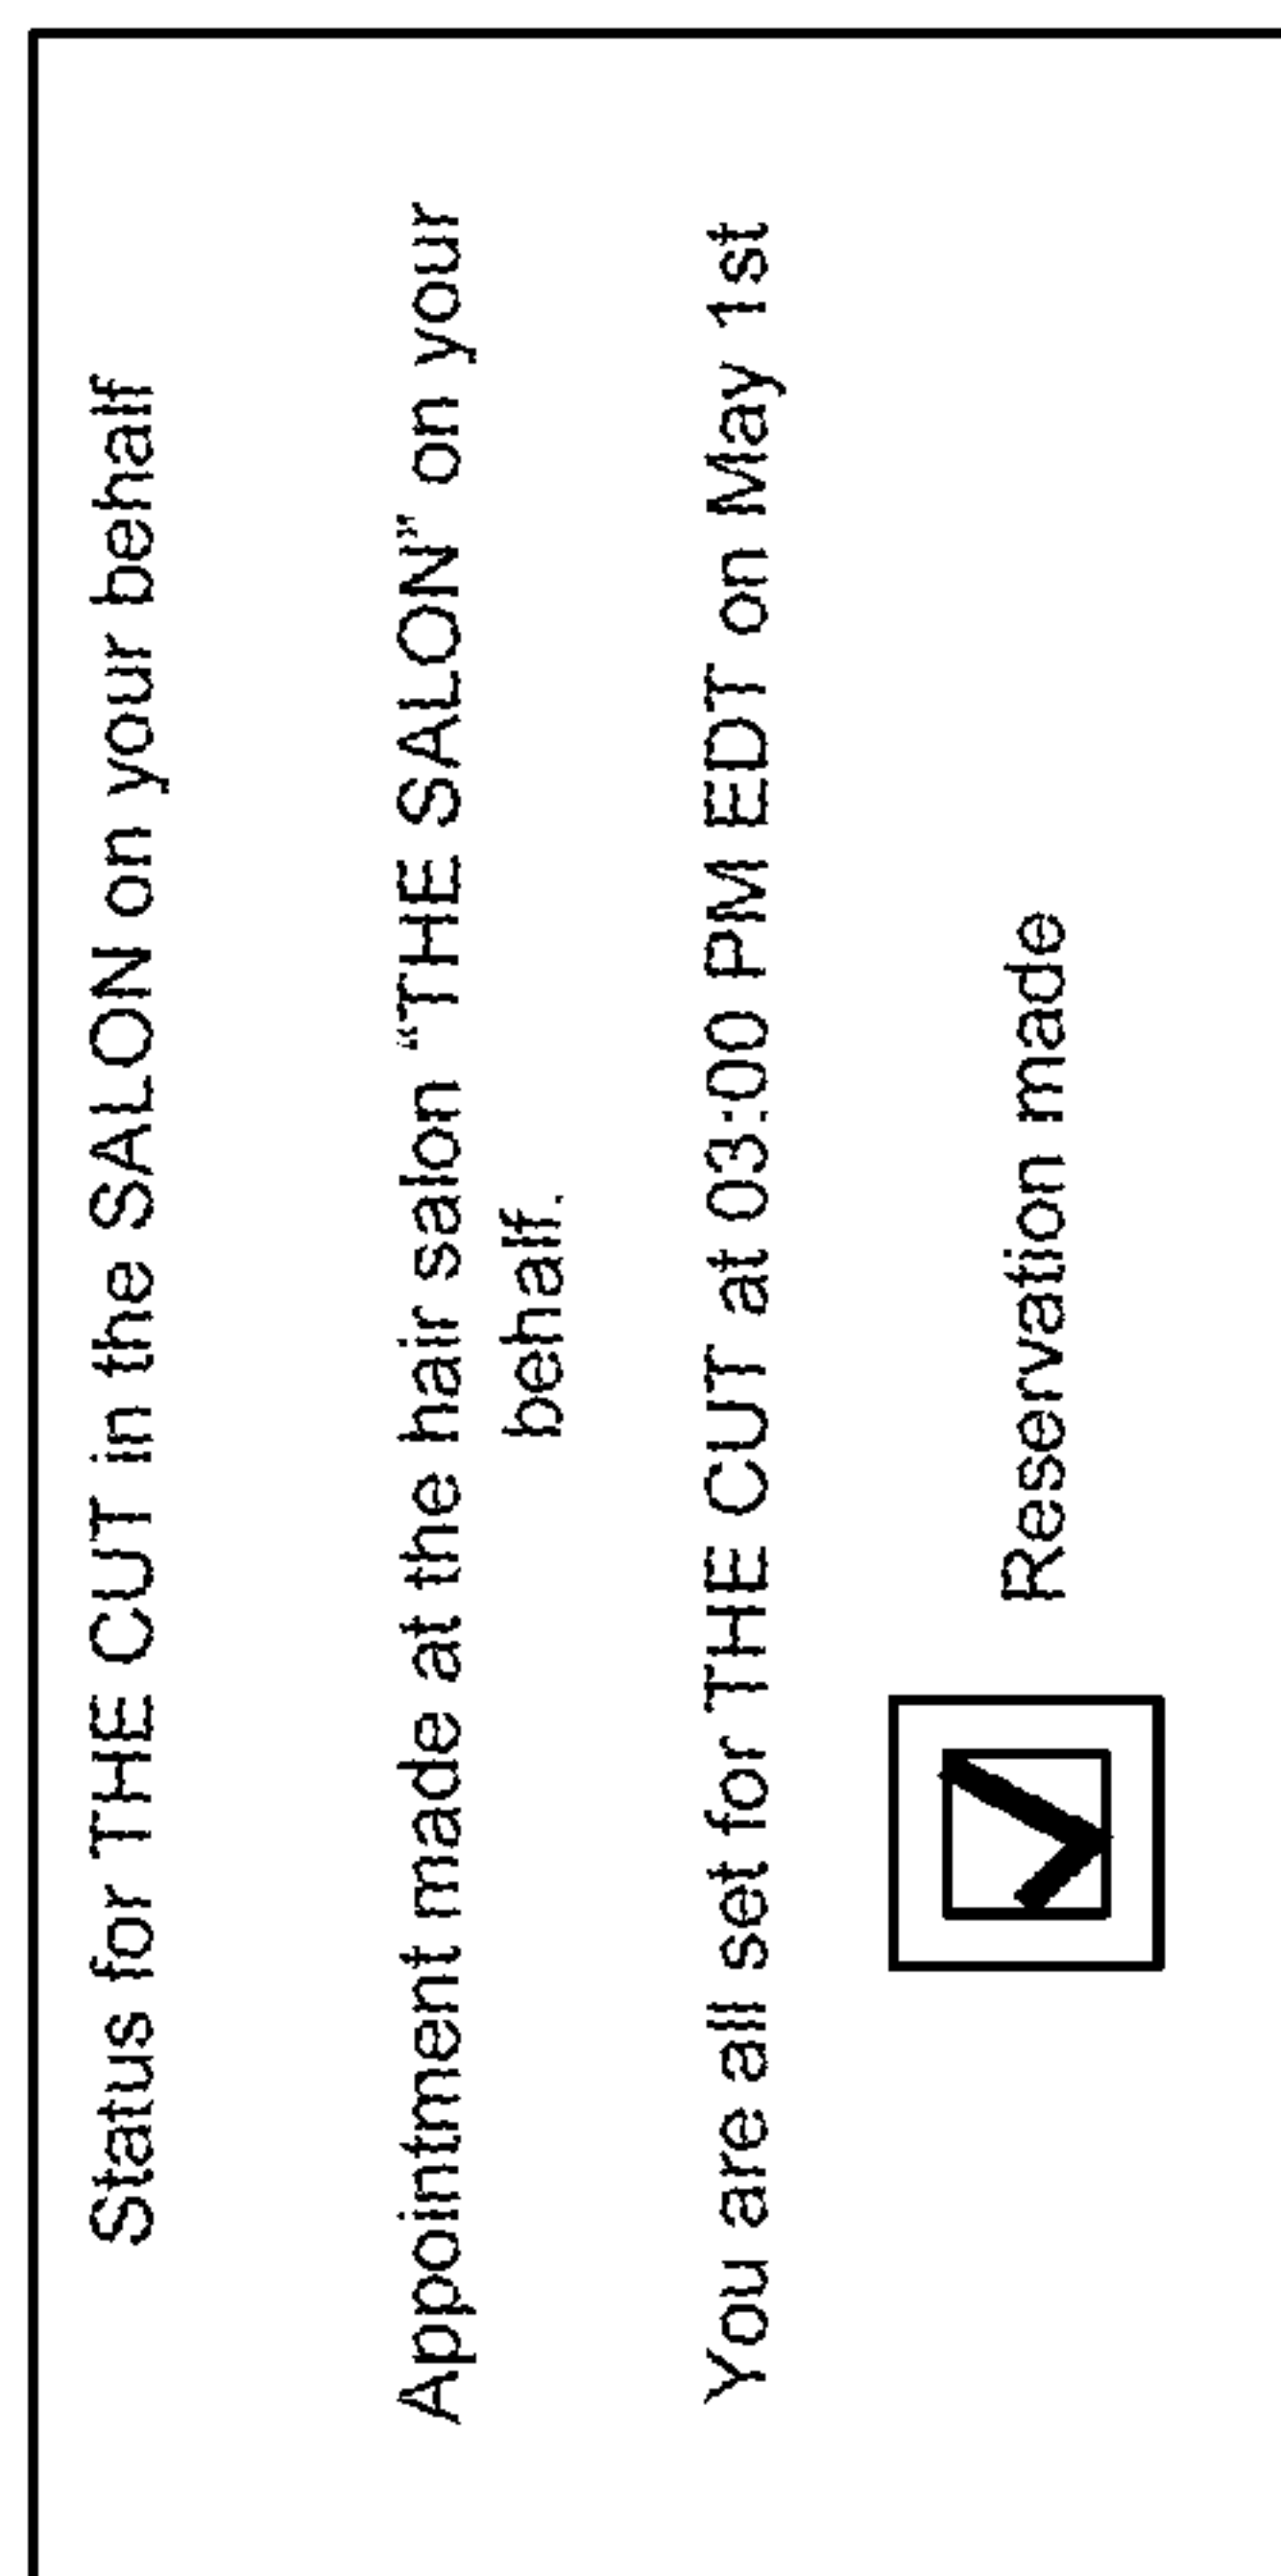 Status for THE CUT in the SALON on your behalf
Appointment made at the hair salon “THE SALON” on your
behalf.
You are all set for THE CUT at 03:00 PM EDT on May 1st
Reservation made